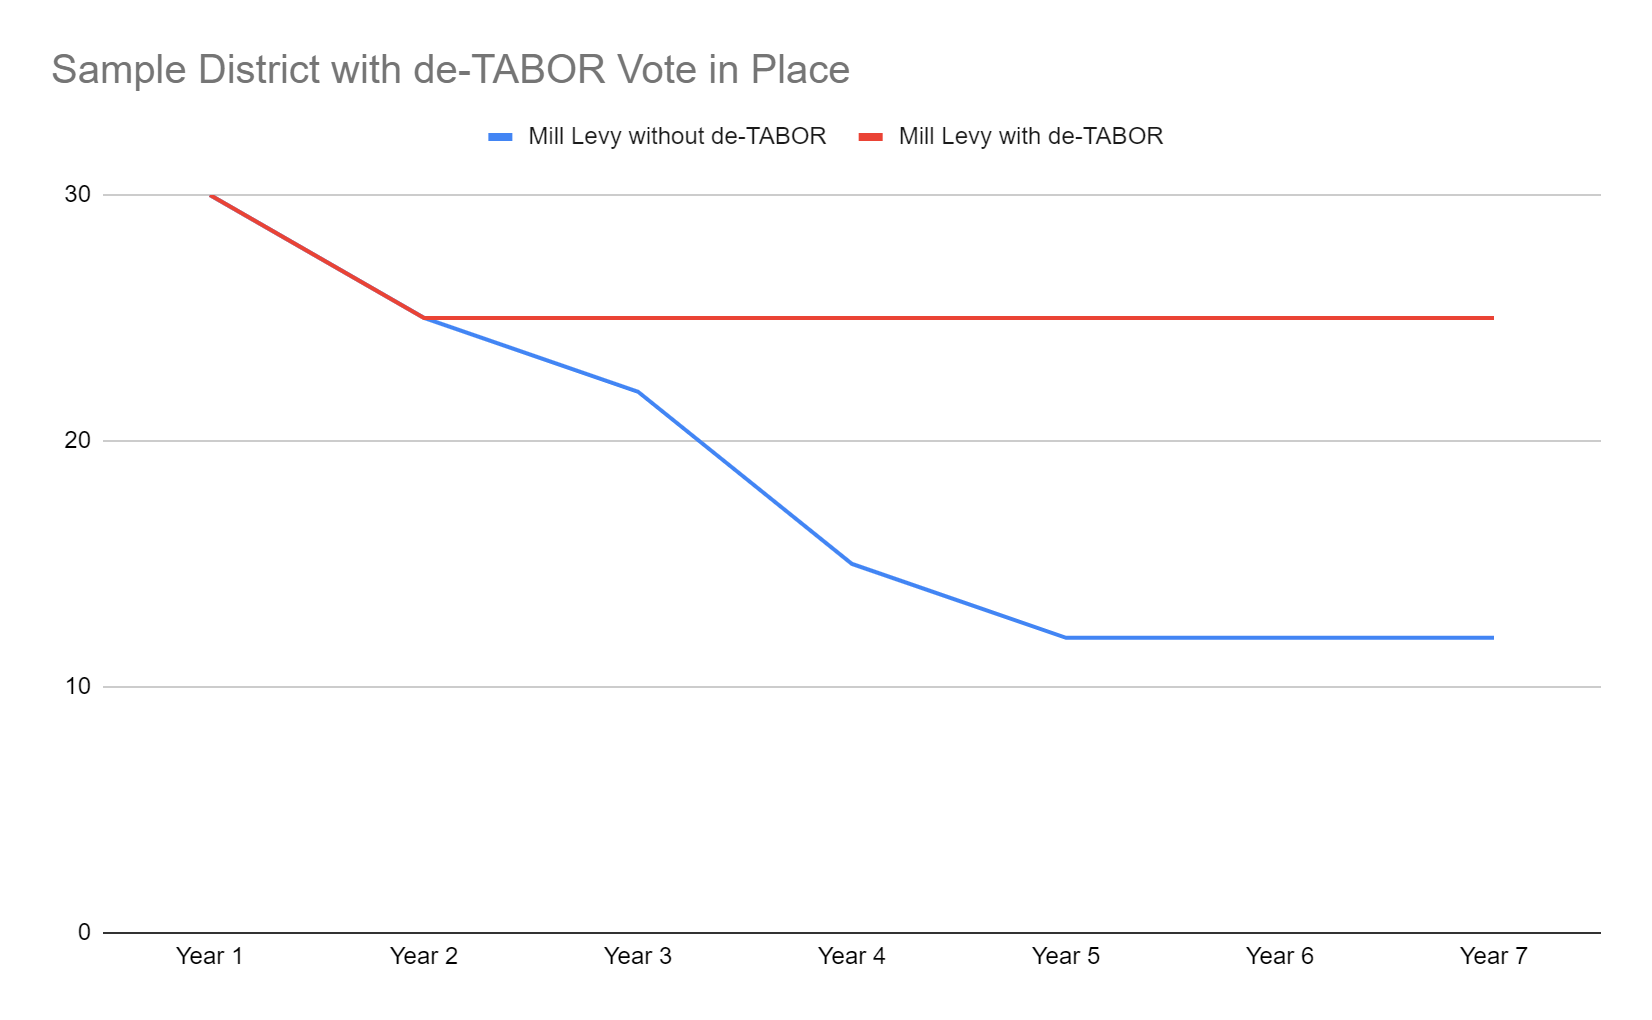 Sample District with de-TABOR Vote in Place
Mill Levy without de-TABOR
Mill Levy with de-TABOR
30
20
10
0
Year 1
Year 2
Year 3
Year 4
Year 5
Year 6
Year 7